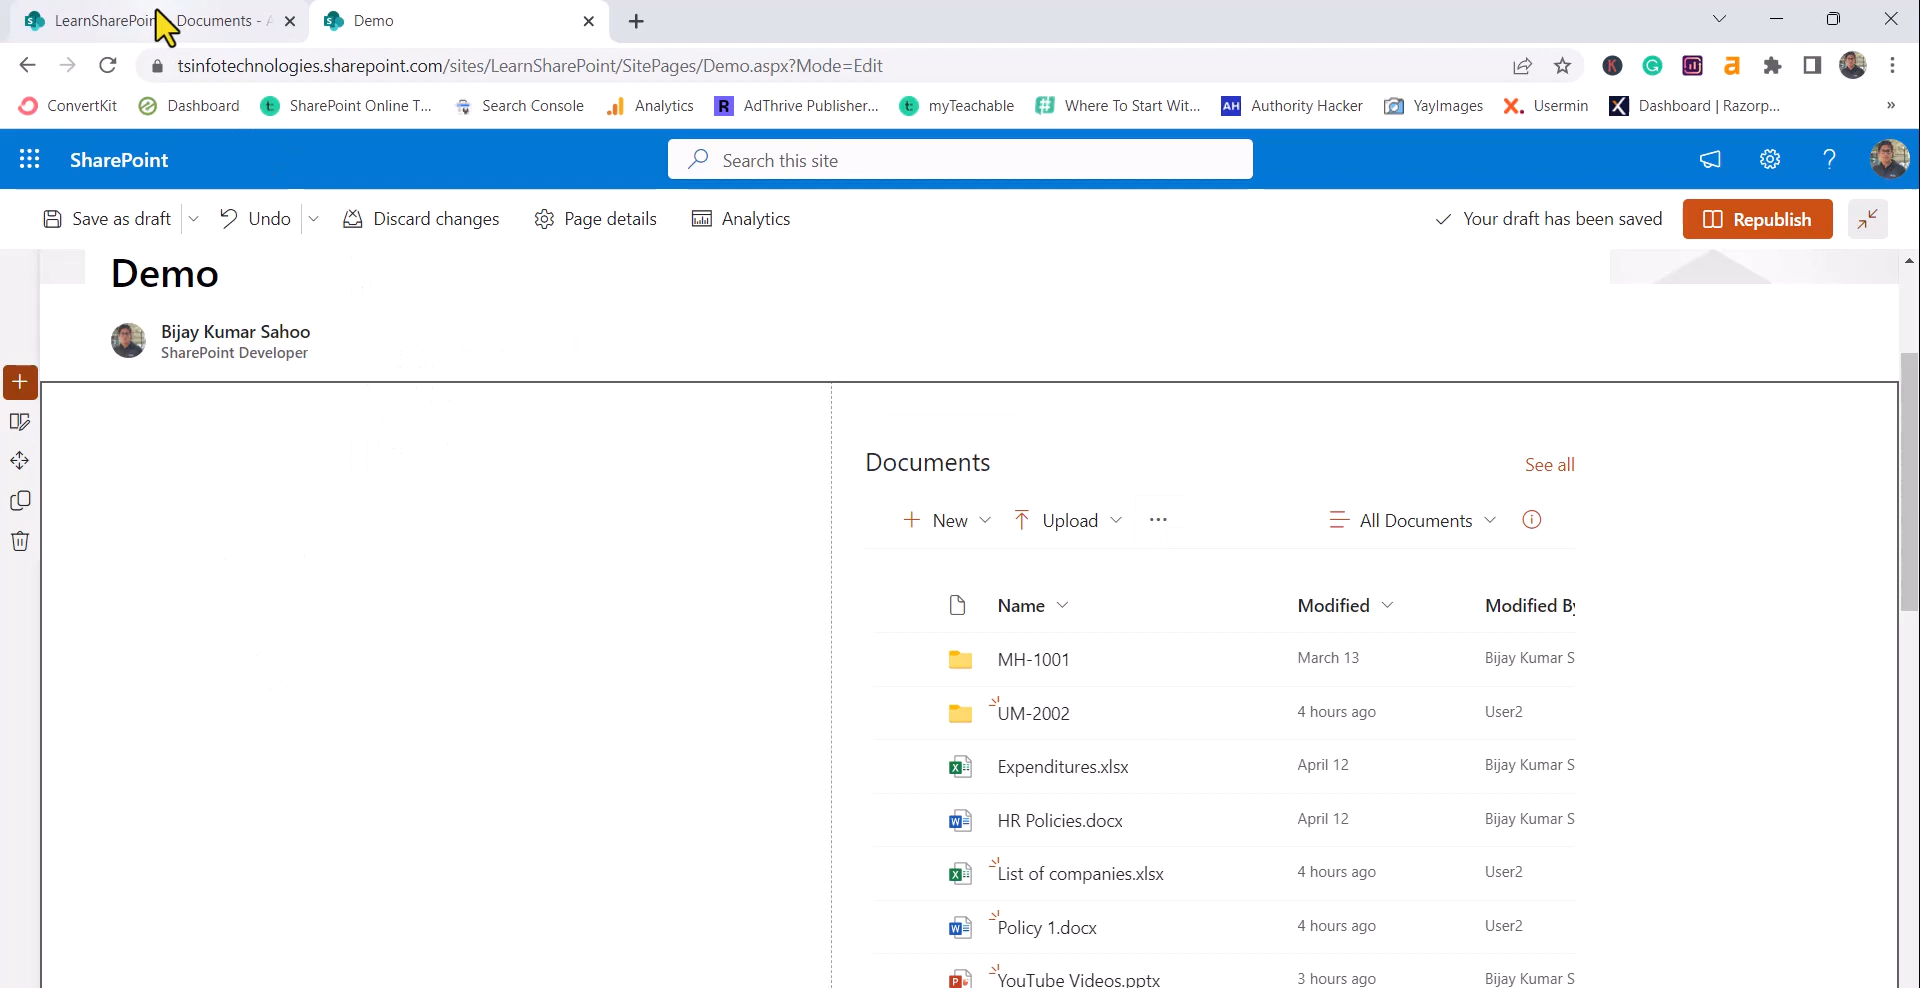 LearnSharePoin Documents -
Demo
tsinfotechnologies.sharepoint.com/sites/LearnSharePoint/SitePages/Demo.aspx?Mode=Edit
ConvertKit Dashboard SharePoint Online T... Search Console Analytics AdThrive Publisher... myTeachable Where To Start Wit... AH Authority Hacker YayImages Usermin Dashboard | Razorp... »
SharePoint
Search this site
Save as draft Undo Discard changes Page details Analytics
Your draft has been saved Republish
Demo
Bijay Kumar Sahoo
SharePoint Developer
Documents See all
New Upload ... All Documents
Name Modified Modified By
MH-1001 March 13 Bijay Kumar S
UM-2002 4 hours ago User2
Expenditures.xlsx April 12 Bijay Kumar S
HR Policies.docx April 12 Bijay Kumar S
List of companies.xlsx 4 hours ago User2
Policy 1.docx 4 hours ago User2
YouTube Videos.pptx 3 hours ago Bijay Kumar S